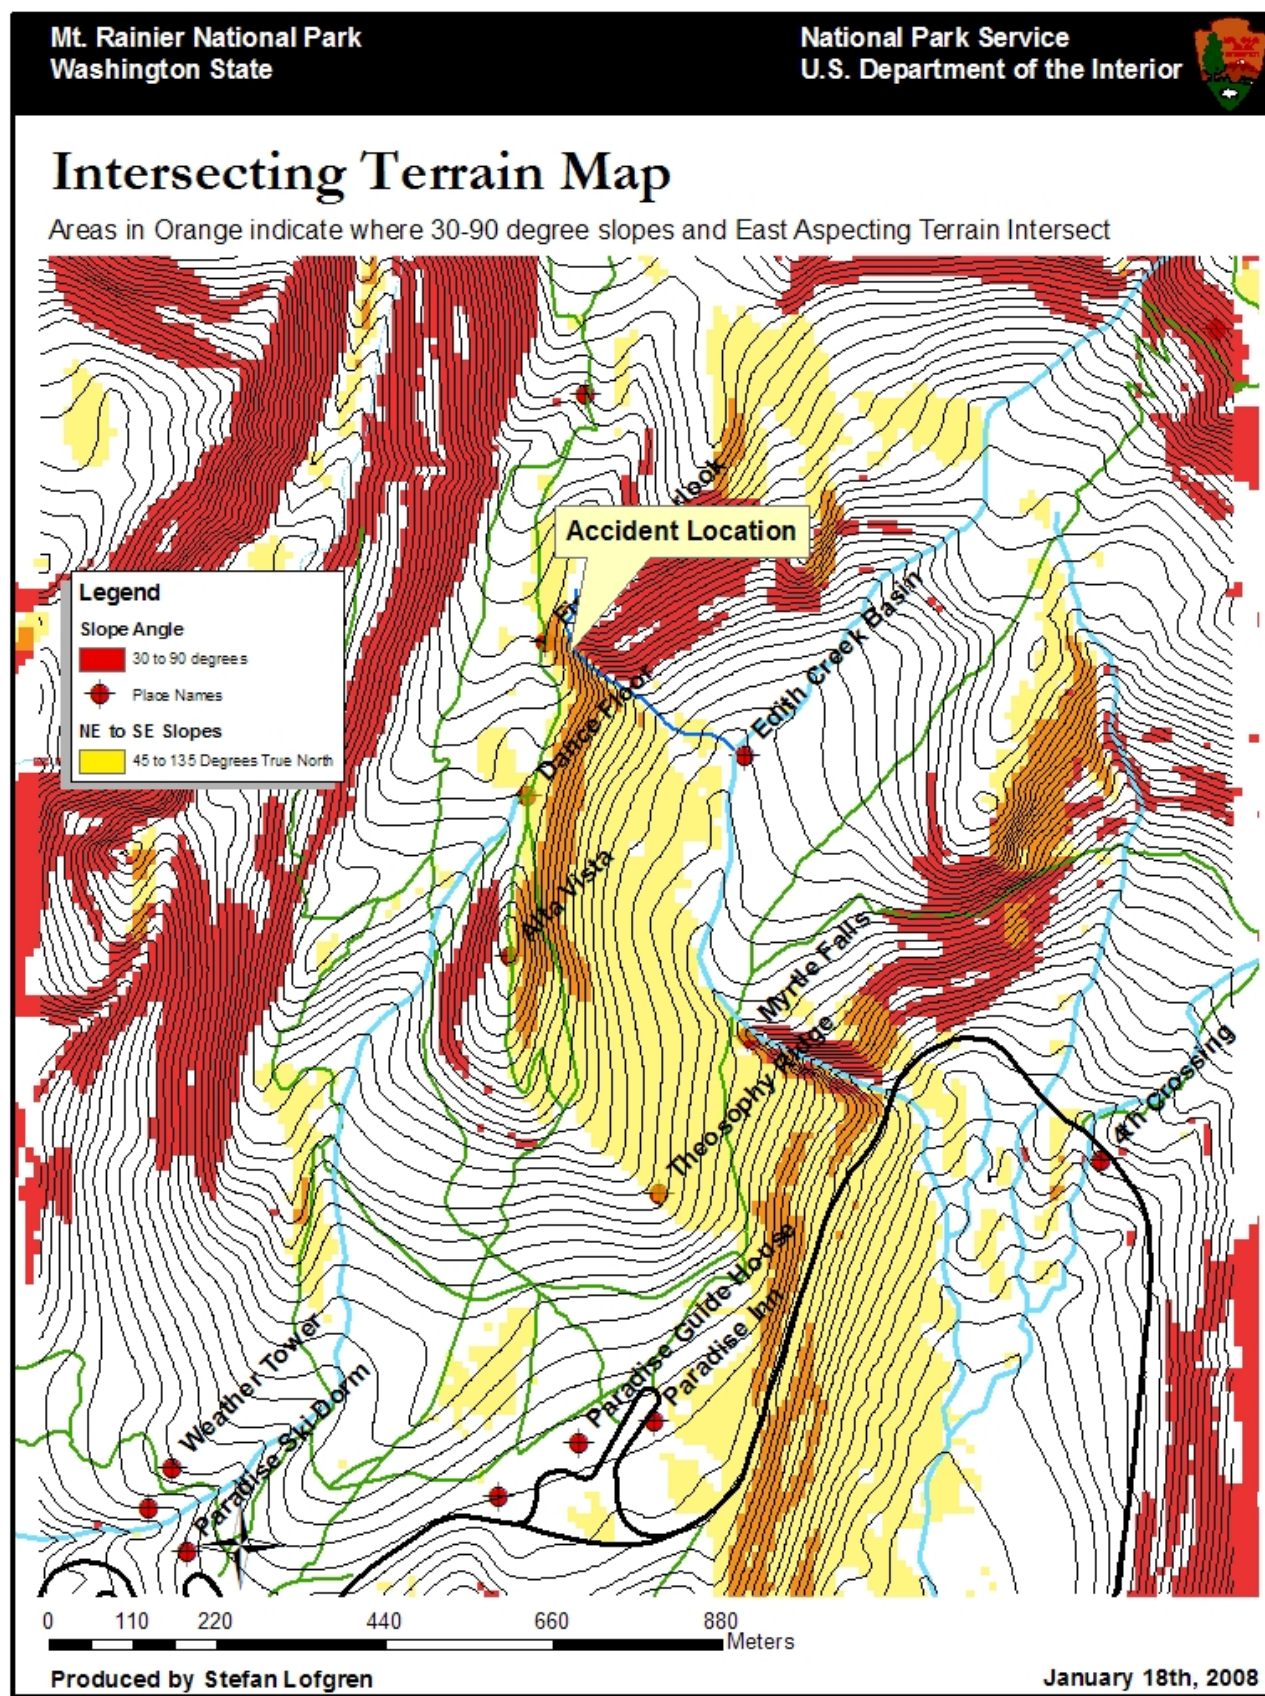 Mt. Rainier National Park
Washington State
National Park Service
U.S. Department of the Interior
Intersecting Terrain Map
Areas in Orange indicate where 30-90 degree slopes and East Aspecting Terrain Intersect
rlook
Accident Location
Legend
Slope Angle
30 to 90 degrees
Place Names
NE to SE Slopes
45 to 135 Degrees True North
Edith Creek Basin
Dance Floor
Alta Vista
Myrtle Falls
Theosophy Ridge
4th Crossing
Paradise Guide House
Paradise Inn
Weather Tower
Paradise Ski Dorm
0 110 220 440 660 880
Meters
Produced by Stefan Lofgren
January 18th, 2008